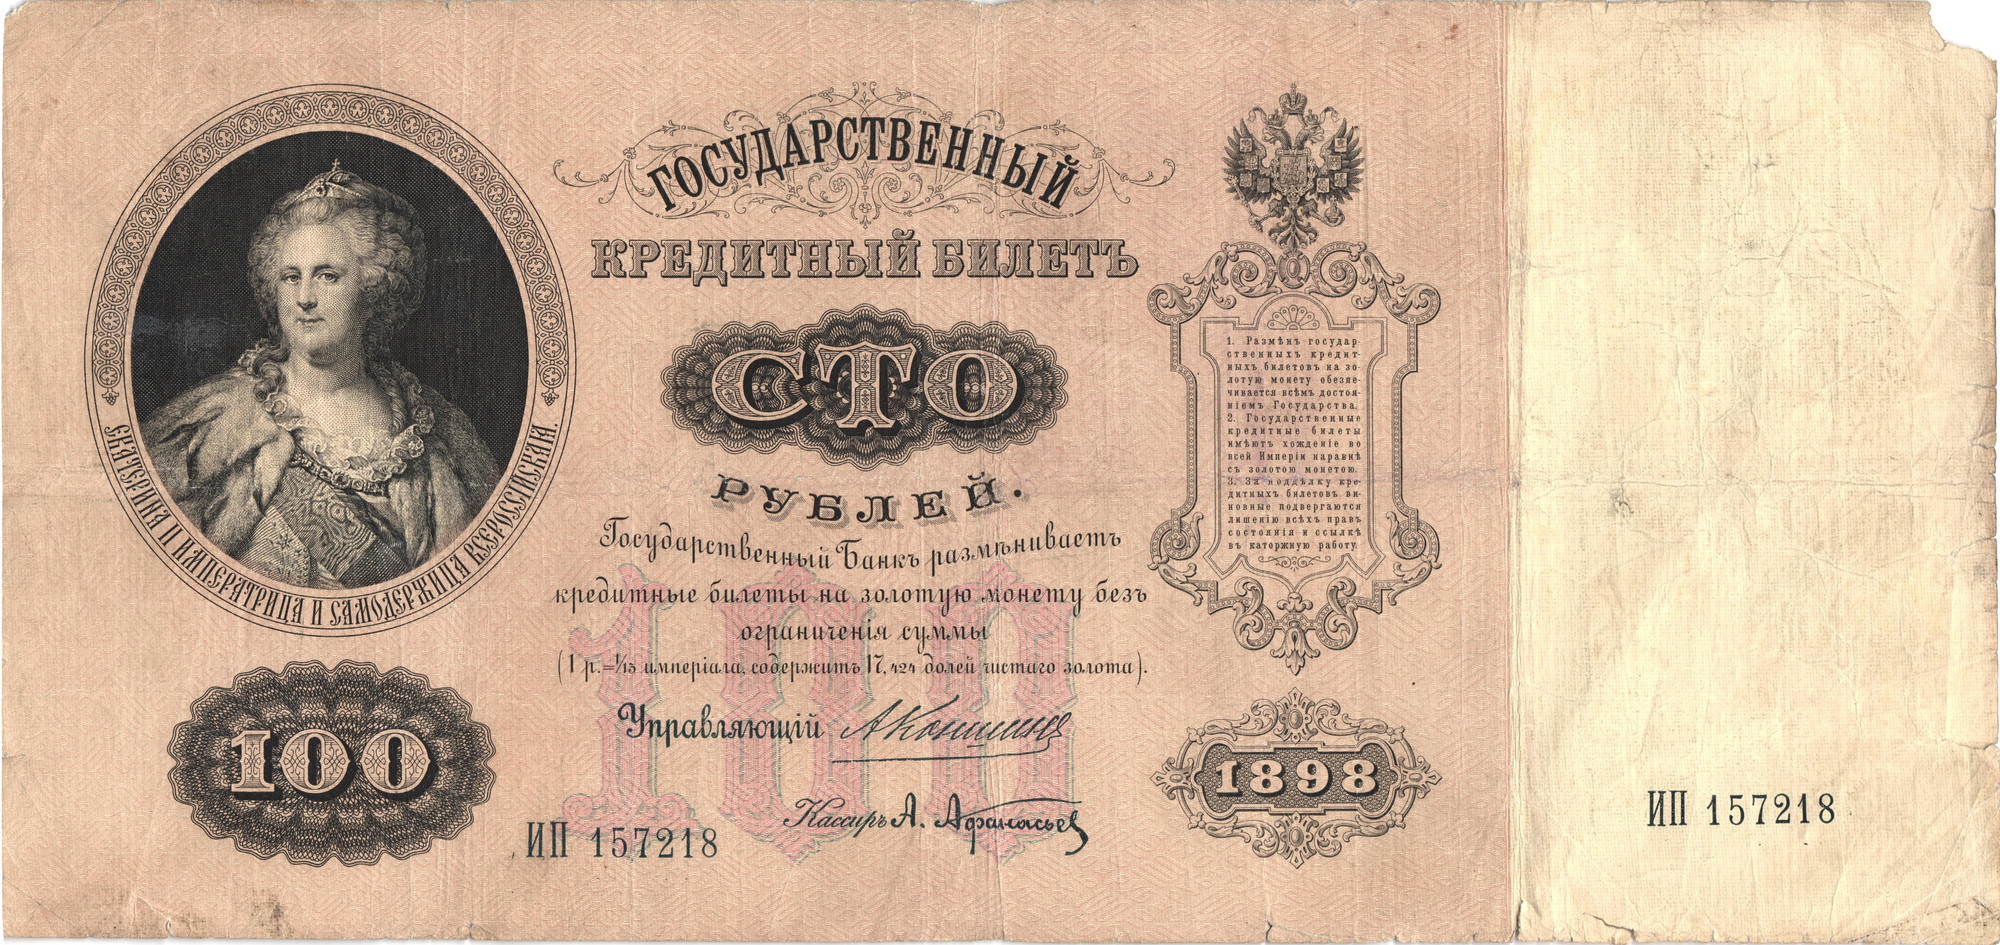 ЕКАТЕРИНА II ИМПЕРАТРИЦА И САМОДЕРЖИЦА ВСЕРОССІЙСКАЯ.
100
ГОСУДАРСТВЕННЫЙ
КРЕДИТНЫЙ БИЛЕТЪ
СТО
РУБЛЕЙ.
Государственный Банкъ размѣниваетъ
кредитные билеты на золотую монету безъ
ограниченія суммы
(1 р.=1/15 имперіала, содержитъ 17,424 долей чистаго золота).
100
Управляющій АКоншинъ
Кассиръ А. Афанасьев
ИП 157218
1. Размѣнъ государ-
ственныхъ кредит-
ныхъ билетовъ на зо-
лотую монету обезпе-
чивается всѣмъ достоя-
ніемъ Государства.
2. Государственные
кредитные билеты
имѣютъ хожденіе во
всей Имперіи наравнѣ
съ золотою монетою.
3. За поддѣлку кре-
дитныхъ билетовъ ви-
новные подвергаются
лишенію всѣхъ правъ
состоянія и ссылкѣ
въ каторжную работу.
1898
ИП 157218